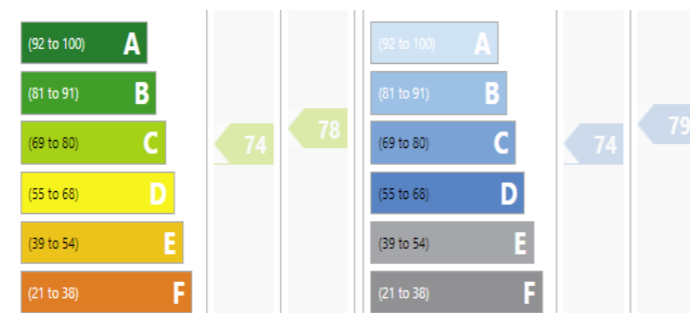 (92 to 100) A
(81 to 91) B
(69 to 80) C
(55 to 68) D
(39 to 54) E
(21 to 38) F
74
78
(92 to 100) A
(81 to 91) B
(69 to 80) C
(55 to 68) D
(39 to 54) E
(21 to 38) F
74
79